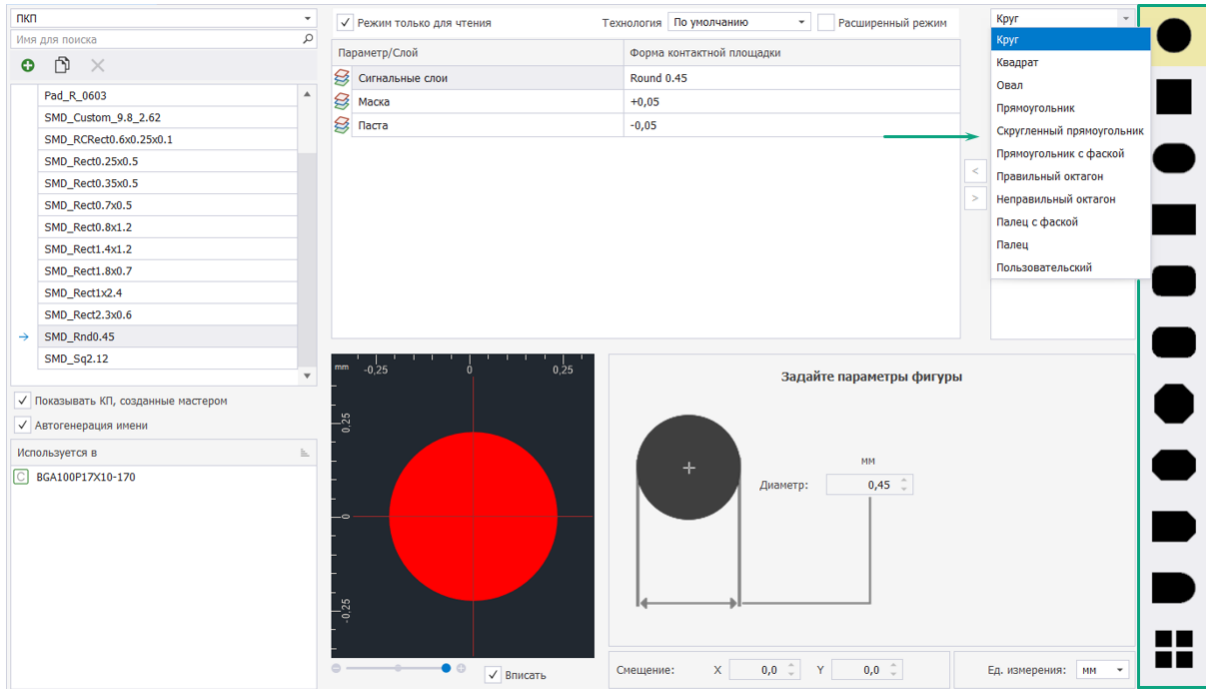 ПКП
Имя для поиска
Pad_R_0603
SMD_Custom_9.8_2.62
SMD_RCRect0.6x0.25x0.1
SMD_Rect0.25x0.5
SMD_Rect0.35x0.5
SMD_Rect0.7x0.5
SMD_Rect0.8x1.2
SMD_Rect1.4x1.2
SMD_Rect1.8x0.7
SMD_Rect1x2.4
SMD_Rect2.3x0.6
SMD_Rnd0.45
SMD_Sq2.12
Показывать КП, созданные мастером
Автогенерация имени
Используется в
C BGA100P17X10-170
Режим только для чтения Технология По умолчанию Расширенный режим
Параметр/Слой Форма контактной площадки
Сигнальные слои Round 0.45
Маска +0,05
Паста -0,05
< 
>
Круг
Круг
Квадрат
Овал
Прямоугольник
Скругленный прямоугольник
Прямоугольник с фаской
Правильный октагон
Неправильный октагон
Палец с фаской
Палец
Пользовательский
mm -0,25 0 0,25
0,25
0
-0,25
Вписать
Задайте параметры фигуры
мм
Диаметр: 0,45
Смещение: X 0,0 Y 0,0
Ед. измерения: мм